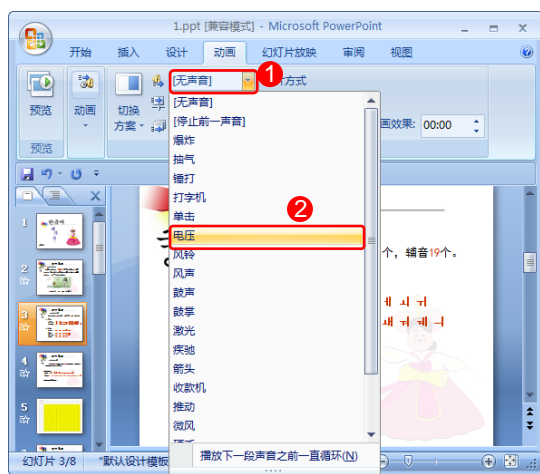 1.ppt [兼容模式] - Microsoft PowerPoint
开始 插入 设计 动画 幻灯片放映 审阅 视图
1
[无声音]
方式
预览
动画
切换
方案
画效果: 00:00
预览
[无声音]
[停止前一声音]
爆炸
抽气
锤打
打字机
单击
2
电压
风铃
风声
鼓声
鼓掌
激光
疾驰
箭头
收款机
推动
微风
播放下一段声音之前一直循环(N)
个, 辅音19个。
1
2
3
4
5
幻灯片 3/8
"默认设计模板